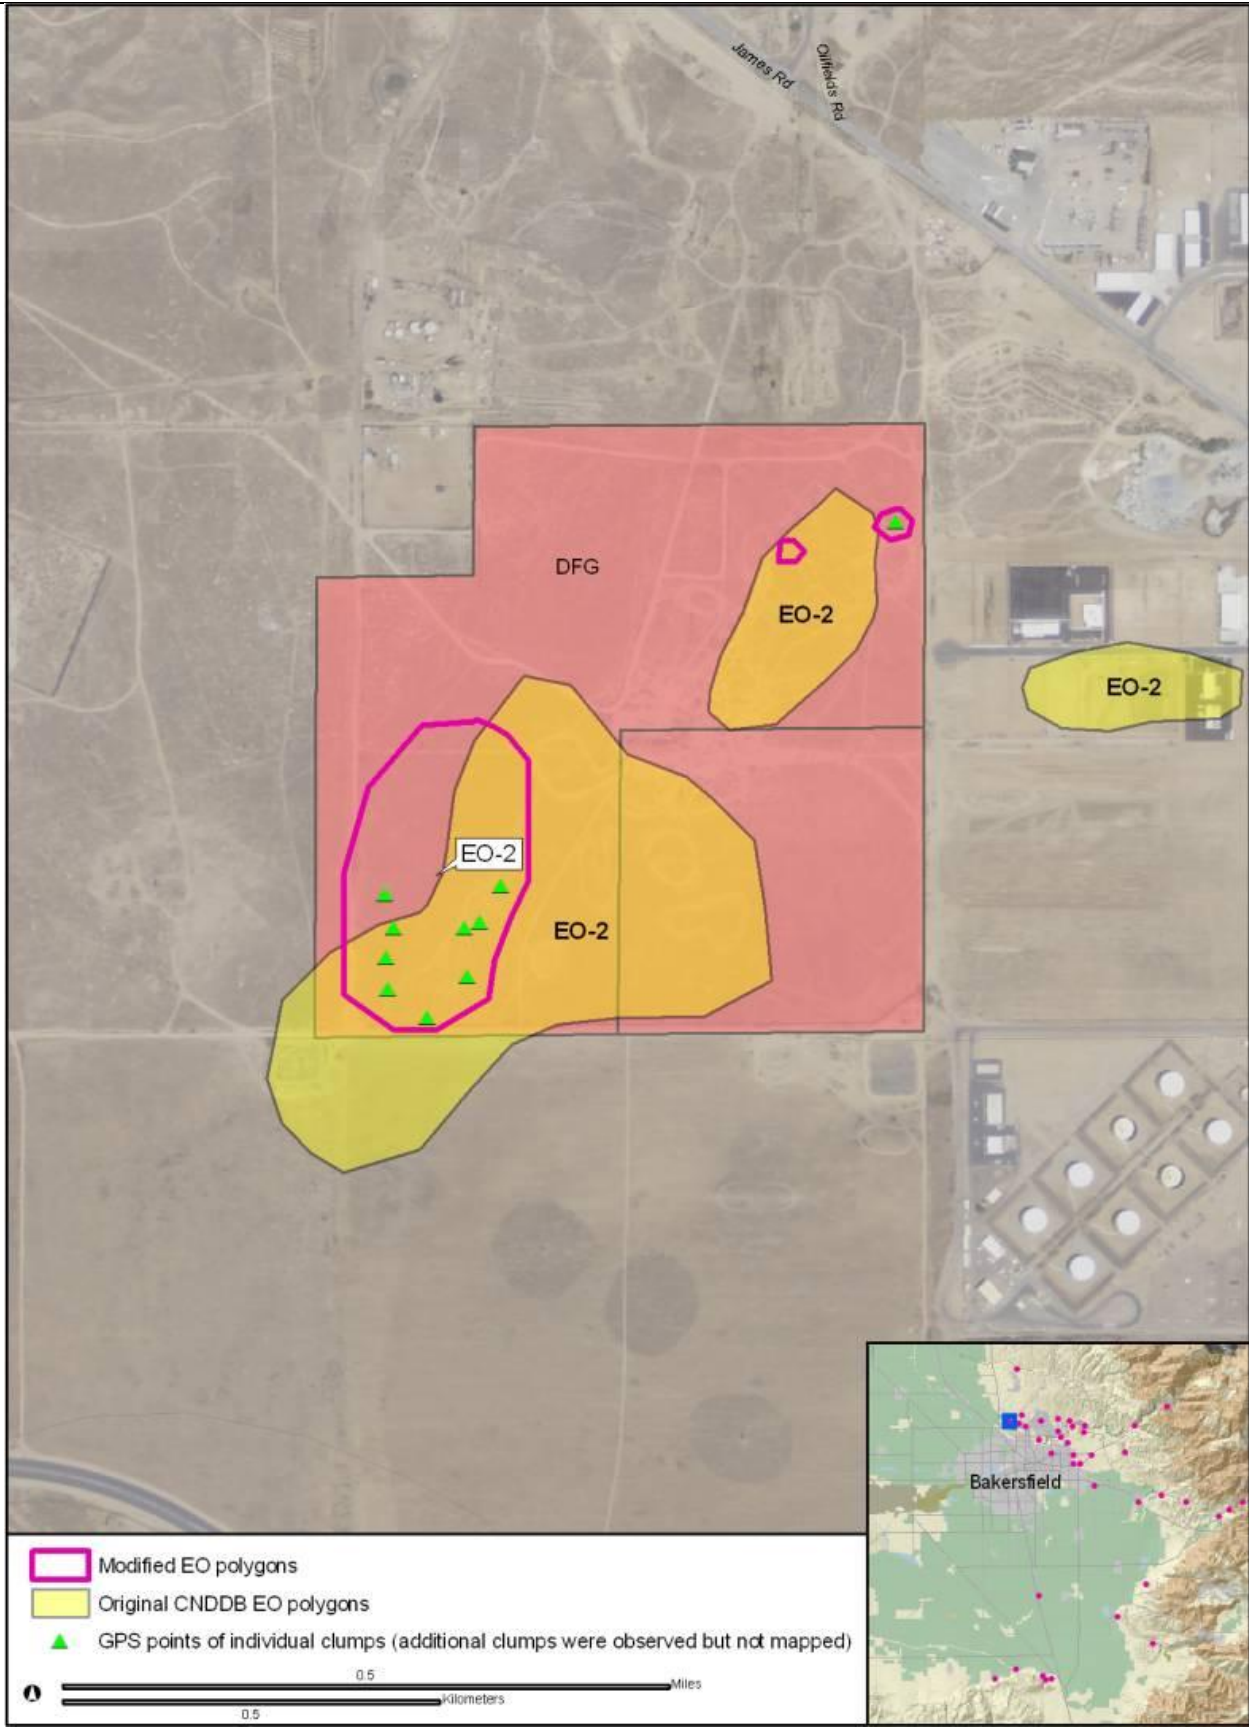 James Rd
Oilfields Rd
DFG
EO-2
EO-2
EO-2
EO-2
Bakersfield
Modified EO polygons
Original CNDDB EO polygons
GPS points of individual clumps (additional clumps were observed but not mapped)
0.5
Miles
Kilometers
0.5